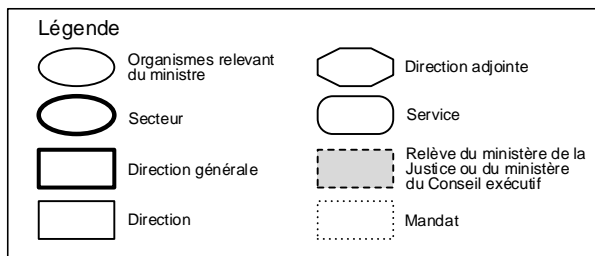 Légende
Organismes relevant
du ministre
Secteur
Direction générale
Direction
Direction adjointe
Service
Relève du ministère de la
Justice ou du ministère
du Conseil exécutif
Mandat